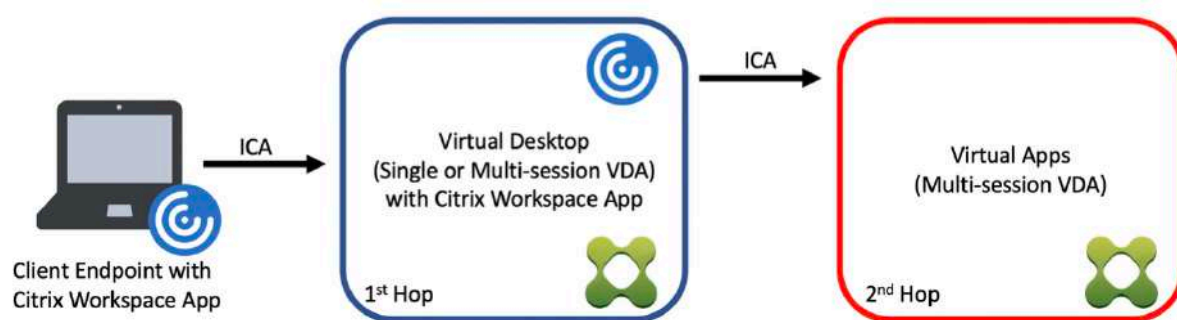 ICA
Client Endpoint with
Citrix Workspace App
Virtual Desktop
(Single or Multi-session VDA)
with Citrix Workspace App
1st Hop
ICA
Virtual Apps
(Multi-session VDA)
2nd Hop